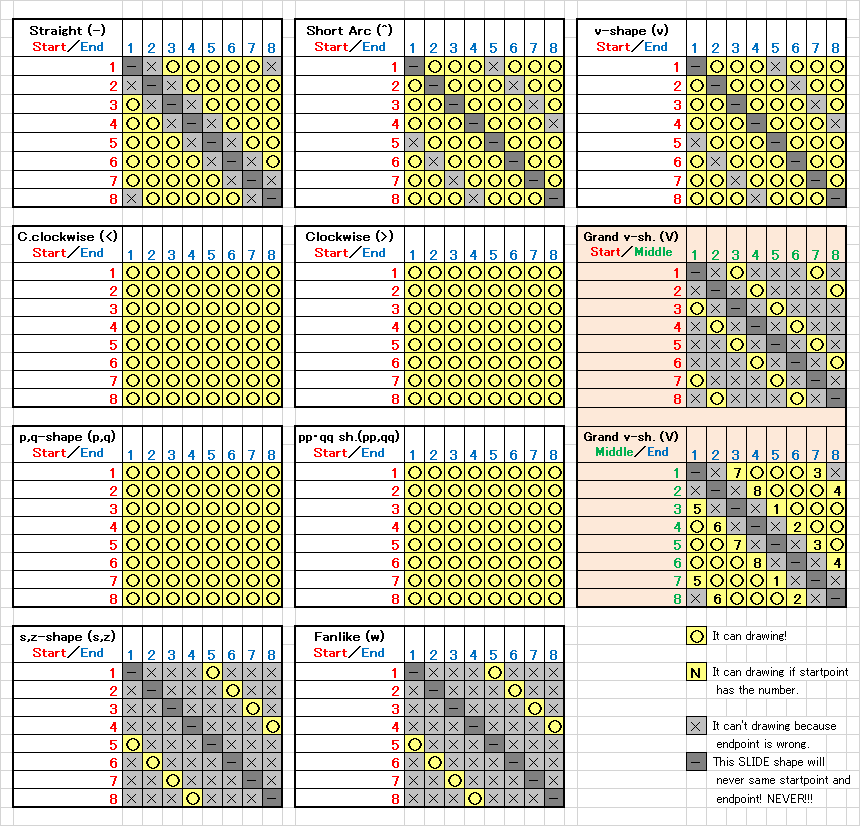 Straight (−)
Start/End 1 2 3 4 5 6 7 8
1 − × ○ ○ ○ ○ ○ ×
2 × − × ○ ○ ○ ○ ○
3 ○ × − × ○ ○ ○ ○
4 ○ ○ × − × ○ ○ ○
5 ○ ○ ○ × − × ○ ○
6 ○ ○ ○ ○ × − × ○
7 ○ ○ ○ ○ ○ × − ×
8 × ○ ○ ○ ○ ○ × −
Short Arc (^)
Start/End 1 2 3 4 5 6 7 8
1 − ○ ○ ○ × ○ ○ ○
2 ○ − ○ ○ ○ × ○ ○
3 ○ ○ − ○ ○ ○ × ○
4 ○ ○ ○ − ○ ○ ○ ×
5 × ○ ○ ○ − ○ ○ ○
6 ○ × ○ ○ ○ − ○ ○
7 ○ ○ × ○ ○ ○ − ○
8 ○ ○ ○ × ○ ○ ○ −
v-shape (v)
Start/End 1 2 3 4 5 6 7 8
1 − ○ ○ ○ × ○ ○ ○
2 ○ − ○ ○ ○ × ○ ○
3 ○ ○ − ○ ○ ○ × ○
4 ○ ○ ○ − ○ ○ ○ ×
5 × ○ ○ ○ − ○ ○ ○
6 ○ × ○ ○ ○ − ○ ○
7 ○ ○ × ○ ○ ○ − ○
8 ○ ○ ○ × ○ ○ ○ −
C.clockwise (<)
Start/End 1 2 3 4 5 6 7 8
1 ○ ○ ○ ○ ○ ○ ○ ○
2 ○ ○ ○ ○ ○ ○ ○ ○
3 ○ ○ ○ ○ ○ ○ ○ ○
4 ○ ○ ○ ○ ○ ○ ○ ○
5 ○ ○ ○ ○ ○ ○ ○ ○
6 ○ ○ ○ ○ ○ ○ ○ ○
7 ○ ○ ○ ○ ○ ○ ○ ○
8 ○ ○ ○ ○ ○ ○ ○ ○
Clockwise (>)
Start/End 1 2 3 4 5 6 7 8
1 ○ ○ ○ ○ ○ ○ ○ ○
2 ○ ○ ○ ○ ○ ○ ○ ○
3 ○ ○ ○ ○ ○ ○ ○ ○
4 ○ ○ ○ ○ ○ ○ ○ ○
5 ○ ○ ○ ○ ○ ○ ○ ○
6 ○ ○ ○ ○ ○ ○ ○ ○
7 ○ ○ ○ ○ ○ ○ ○ ○
8 ○ ○ ○ ○ ○ ○ ○ ○
Grand v-sh. (V)
Start/Middle 1 2 3 4 5 6 7 8
1 − × ○ × × × ○ ×
2 × − × ○ × × × ○
3 ○ × − × ○ × × ×
4 × ○ × − × ○ × ×
5 × × ○ × − × ○ ×
6 × × × ○ × − × ○
7 ○ × × × ○ × − ×
8 × ○ × × × ○ × −
p,q-shape (p,q)
Start/End 1 2 3 4 5 6 7 8
1 ○ ○ ○ ○ ○ ○ ○ ○
2 ○ ○ ○ ○ ○ ○ ○ ○
3 ○ ○ ○ ○ ○ ○ ○ ○
4 ○ ○ ○ ○ ○ ○ ○ ○
5 ○ ○ ○ ○ ○ ○ ○ ○
6 ○ ○ ○ ○ ○ ○ ○ ○
7 ○ ○ ○ ○ ○ ○ ○ ○
8 ○ ○ ○ ○ ○ ○ ○ ○
pp・qq sh.(pp,qq)
Start/End 1 2 3 4 5 6 7 8
1 ○ ○ ○ ○ ○ ○ ○ ○
2 ○ ○ ○ ○ ○ ○ ○ ○
3 ○ ○ ○ ○ ○ ○ ○ ○
4 ○ ○ ○ ○ ○ ○ ○ ○
5 ○ ○ ○ ○ ○ ○ ○ ○
6 ○ ○ ○ ○ ○ ○ ○ ○
7 ○ ○ ○ ○ ○ ○ ○ ○
8 ○ ○ ○ ○ ○ ○ ○ ○
Grand v-sh. (V)
Middle/End 1 2 3 4 5 6 7 8
1 − × 7 ○ ○ ○ 3 ×
2 × − × 8 ○ ○ ○ 4
3 5 × − × 1 ○ ○ ○
4 ○ 6 × − × 2 ○ ○
5 ○ ○ 7 × − × 3 ○
6 ○ ○ ○ 8 × − × 4
7 5 ○ ○ ○ 1 × − ×
8 × 6 ○ ○ ○ 2 × −
s,z-shape (s,z)
Start/End 1 2 3 4 5 6 7 8
1 − × × × ○ × × ×
2 × − × × × ○ × ×
3 × × − × × × ○ ×
4 × × × − × × × ○
5 ○ × × × − × × ×
6 × ○ × × × − × ×
7 × × ○ × × × − ×
8 × × × ○ × × × −
Fanlike (w)
Start/End 1 2 3 4 5 6 7 8
1 − × × × ○ × × ×
2 × − × × × ○ × ×
3 × × − × × × ○ ×
4 × × × − × × × ○
5 ○ × × × − × × ×
6 × ○ × × × − × ×
7 × × ○ × × × − ×
8 × × × ○ × × × −
○ It can drawing!
N It can drawing if startpoint
has the number.
× It can't drawing because
endpoint is wrong.
− This SLIDE shape will
never same startpoint and
endpoint! NEVER!!!